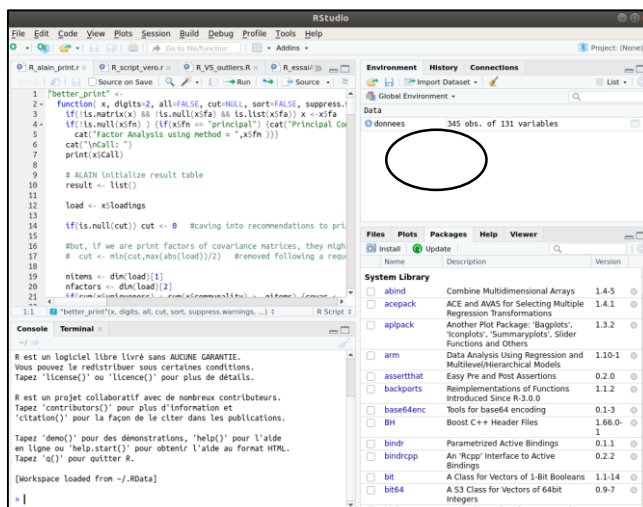 RStudio
File Edit Code View Plots Session Build Debug Profile Tools Help
Go to file/function Addins Project: (None)
R_alain_print.r × R_script_vero.r × R_VS_outliers.R × R_essai
Source on Save Run Source
1 "better_print" <-
2 function( x, digits=2, all=FALSE, cut=NULL, sort=FALSE, suppress.
3 if(!is.matrix(x) && !is.null(x$fa) && is.list(x$fa)) x <-x$fa
4 if(!is.null(x$fn) ) {if(x$fn == "principal") {cat("Principal Co
5 cat("Factor Analysis using method = ",x$fm )}}
6 cat("\nCall: ")
7 print(x$Call)
8
9 # ALAIN initialize result table
10 result <- list()
11
12 load <- x$loadings
13
14 if(is.null(cut)) cut <- 0 #caving into recommendations to pri
15
16 #but, if we are print factors of covariance matrices, they migh
17 # cut <- min(cut,max(abs(load))/2) #removed following a requ
18
19 nitems <- dim(load)[1]
20 nfactors <- dim(load)[2]
21
1:1 "better_print"(x, digits, all, cut, sort, suppress.warnings, ...) R Script
Console Terminal ×
~/
R est un logiciel libre livré sans AUCUNE GARANTIE.
Vous pouvez le redistribuer sous certaines conditions.
Tapez 'license()' ou 'licence()' pour plus de détails.
R est un projet collaboratif avec de nombreux contributeurs.
Tapez 'contributors()' pour plus d'information et
'citation()' pour la façon de le citer dans les publications.
Tapez 'demo()' pour des démonstrations, 'help()' pour l'aide
en ligne ou 'help.start()' pour obtenir l'aide au format HTML.
Tapez 'q()' pour quitter R.
[Workspace loaded from ~/.RData]
>
Environment History Connections
Import Dataset List
Global Environment
Data
donnees 345 obs. of 131 variables
Files Plots Packages Help Viewer
Install Update
Name Description Version
System Library
abind Combine Multidimensional Arrays 1.4-5
acepack ACE and AVAS for Selecting Multiple 1.4.1
Regression Transformations
aplpack Another Plot Package: 'Bagplots', 1.3.2
'Iconplots', 'Summaryplots', Slider
Functions and Others
arm Data Analysis Using Regression and 1.10-1
Multilevel/Hierarchical Models
assertthat Easy Pre and Post Assertions 0.2.0
backports Reimplementations of Functions 1.1.2
Introduced Since R-3.0.0
base64enc Tools for base64 encoding 0.1-3
BH Boost C++ Header Files 1.66.0-
1
bindr Parametrized Active Bindings 0.1.1
bindrcpp An 'Rcpp' Interface to Active 0.2.2
Bindings
bit A Class for Vectors of 1-Bit Booleans 1.1-14
bit64 A S3 Class for Vectors of 64bit 0.9-7
Integers